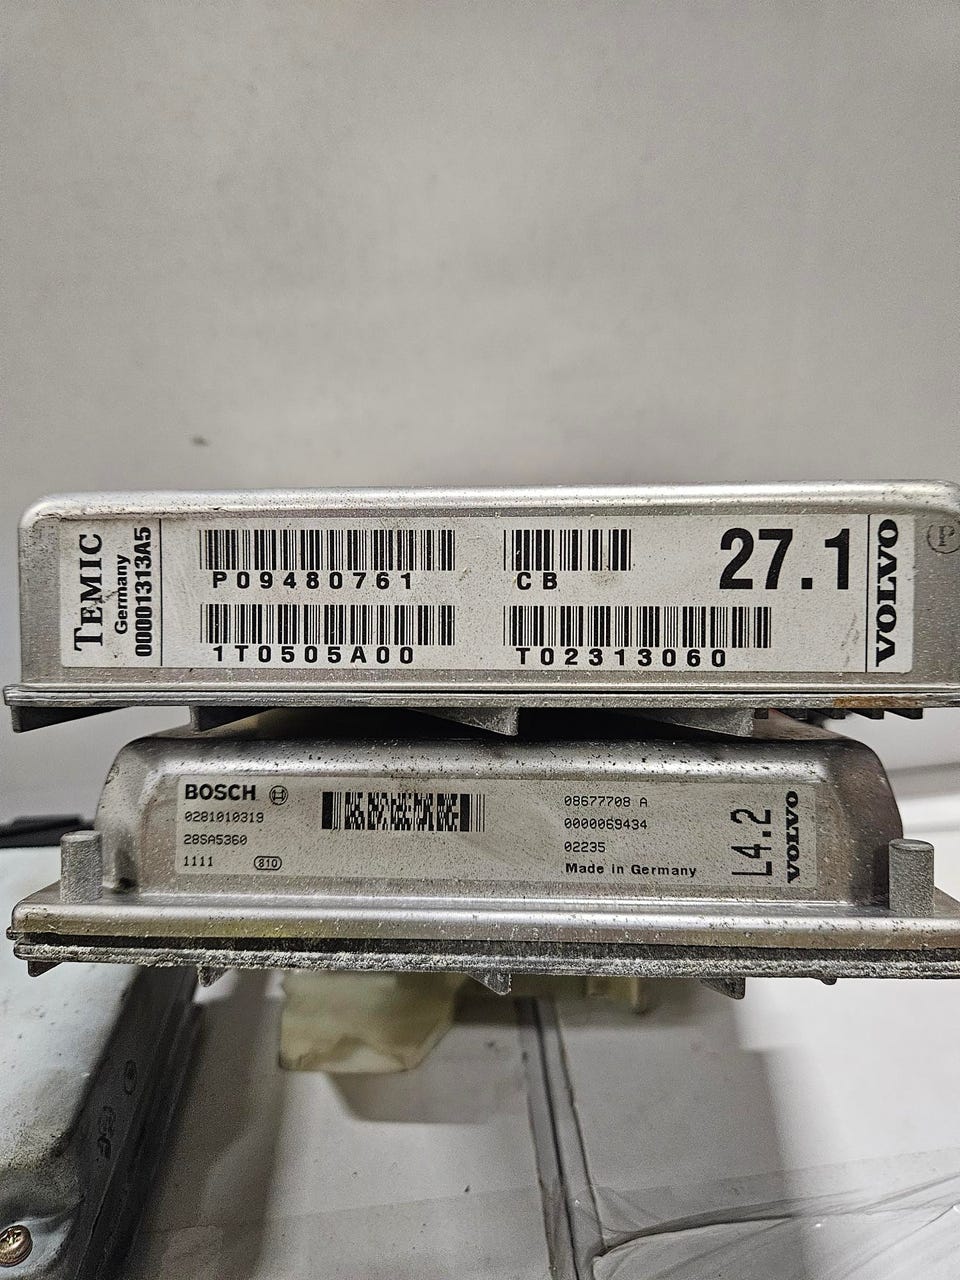 TEMIC
Germany
00001313A5
P09480761
CB
27.1
VOLVO
1T0505A00
T02313060
BOSCH
0281010319
28SA5360
1111
810
08677708 A
0000069434
02235
Made in Germany
L4.2
VOLVO